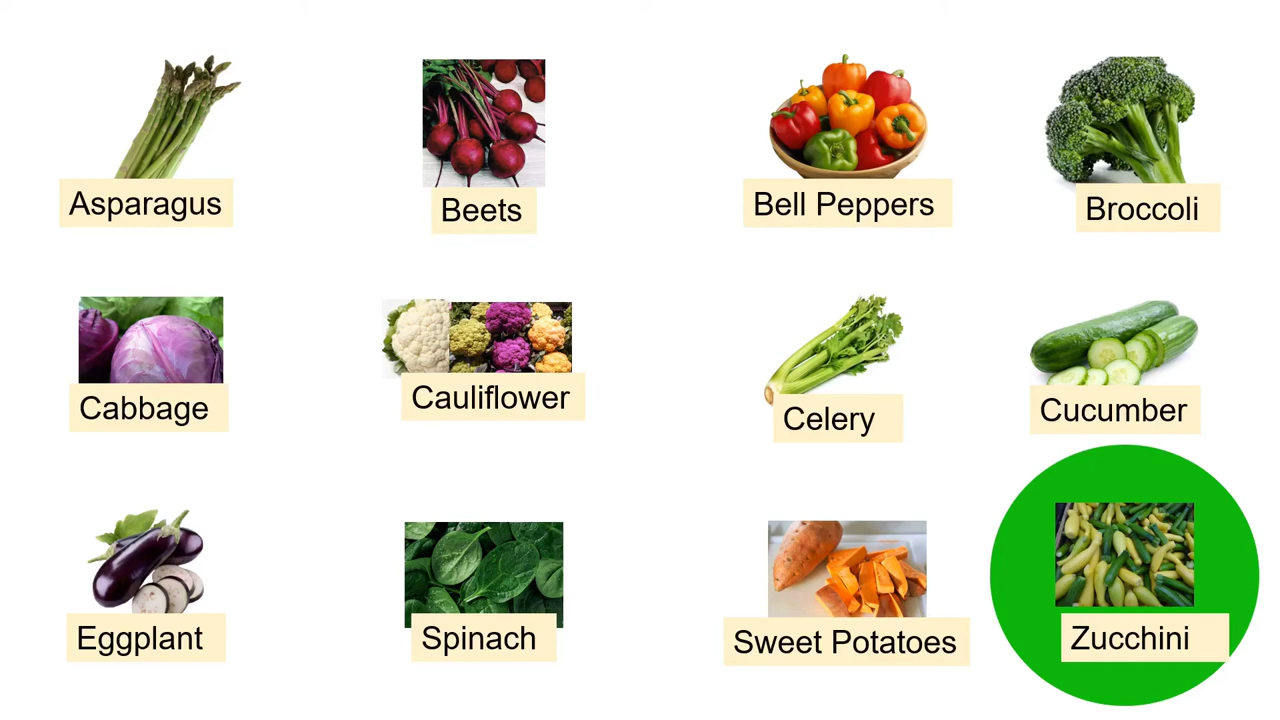 Asparagus
Beets
Bell Peppers
Broccoli
Cabbage
Cauliflower
Celery
Cucumber
Eggplant
Spinach
Sweet Potatoes
Zucchini